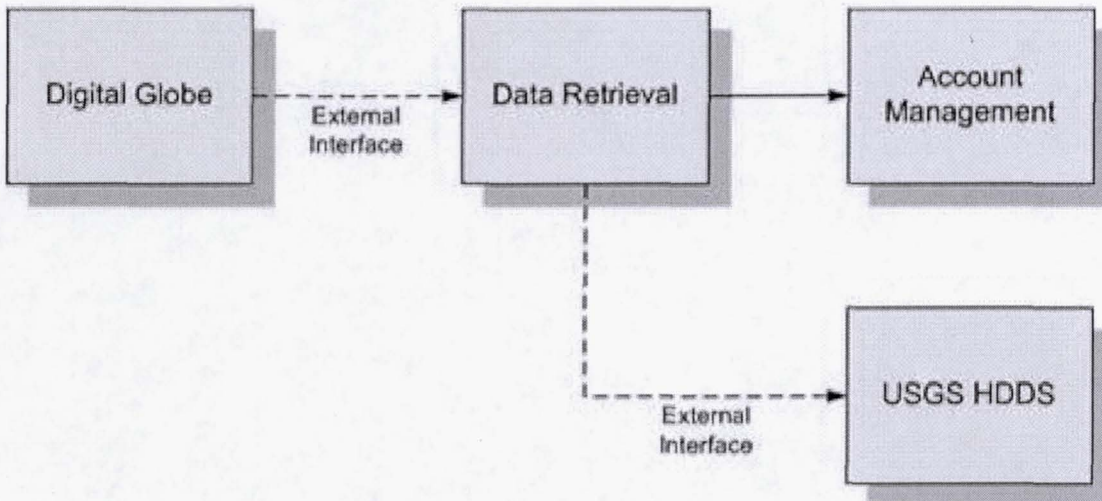 Digital Globe
External
Interface
Data Retrieval
Account
Management
External
Interface
USGS HDDS